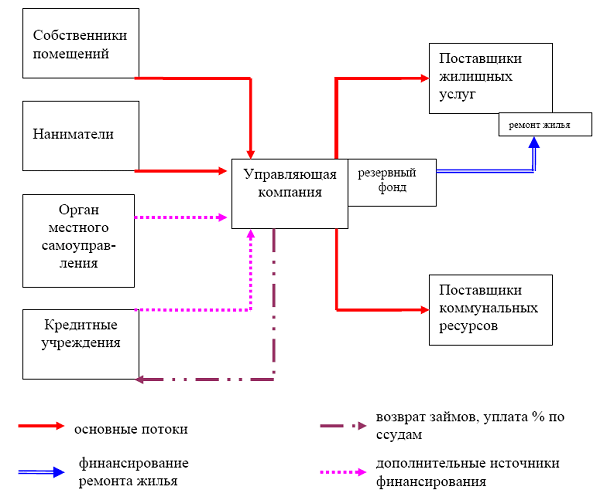 Собственники
помещений
Наниматели
Орган
местного
самоуправ-
ления
Кредитные
учреждения
Управляющая
компания
резервный
фонд
Поставщики
жилищных
услуг
ремонт жилья
Поставщики
коммунальных
ресурсов
основные потоки
финансирование
ремонта жилья
возврат займов, уплата % по
ссудам
дополнительные источники
финансирования